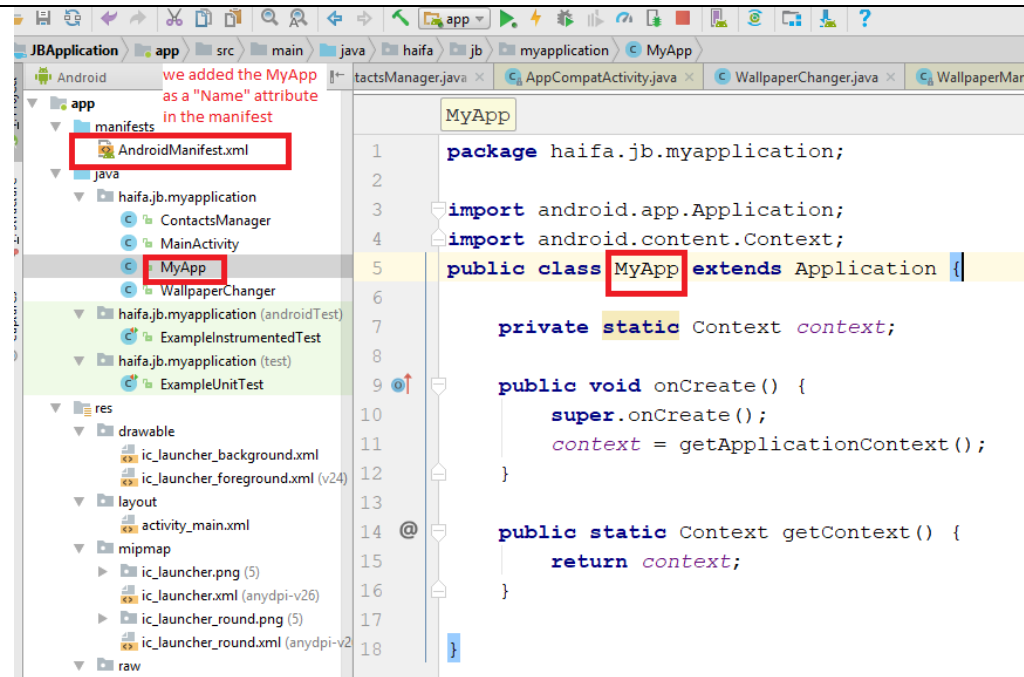 app
JBApplication app src main java haifa jb myapplication MyApp
Android
we added the MyApp
as a "Name" attribute
in the manifest
tactsManager.java AppCompatActivity.java WallpaperChanger.java WallpaperMan
app
manifests
AndroidManifest.xml
java
haifa.jb.myapplication
ContactsManager
MainActivity
MyApp
WallpaperChanger
haifa.jb.myapplication (androidTest)
ExampleInstrumentedTest
haifa.jb.myapplication (test)
ExampleUnitTest
res
drawable
ic_launcher_background.xml
ic_launcher_foreground.xml (v24)
layout
activity_main.xml
mipmap
ic_launcher.png (5)
ic_launcher.xml (anydpi-v26)
ic_launcher_round.png (5)
ic_launcher_round.xml (anydpi-v2
raw
MyApp
1 package haifa.jb.myapplication;
2
3 import android.app.Application;
4 import android.content.Context;
5 public class MyApp extends Application {
6
7 private static Context context;
8
9 public void onCreate() {
10 super.onCreate();
11 context = getApplicationContext();
12 }
13
14 @ public static Context getContext() {
15 return context;
16 }
17
18 }